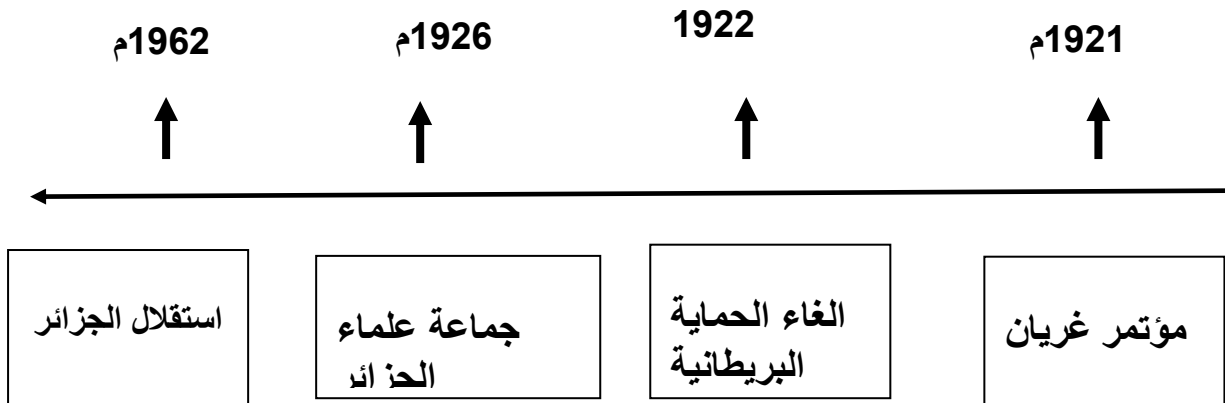 1921م
1922
1926م
1962م
مؤتمر غريان
الغاء الحماية
البريطانية
جماعة علماء
الجزائر
استقلال الجزائر